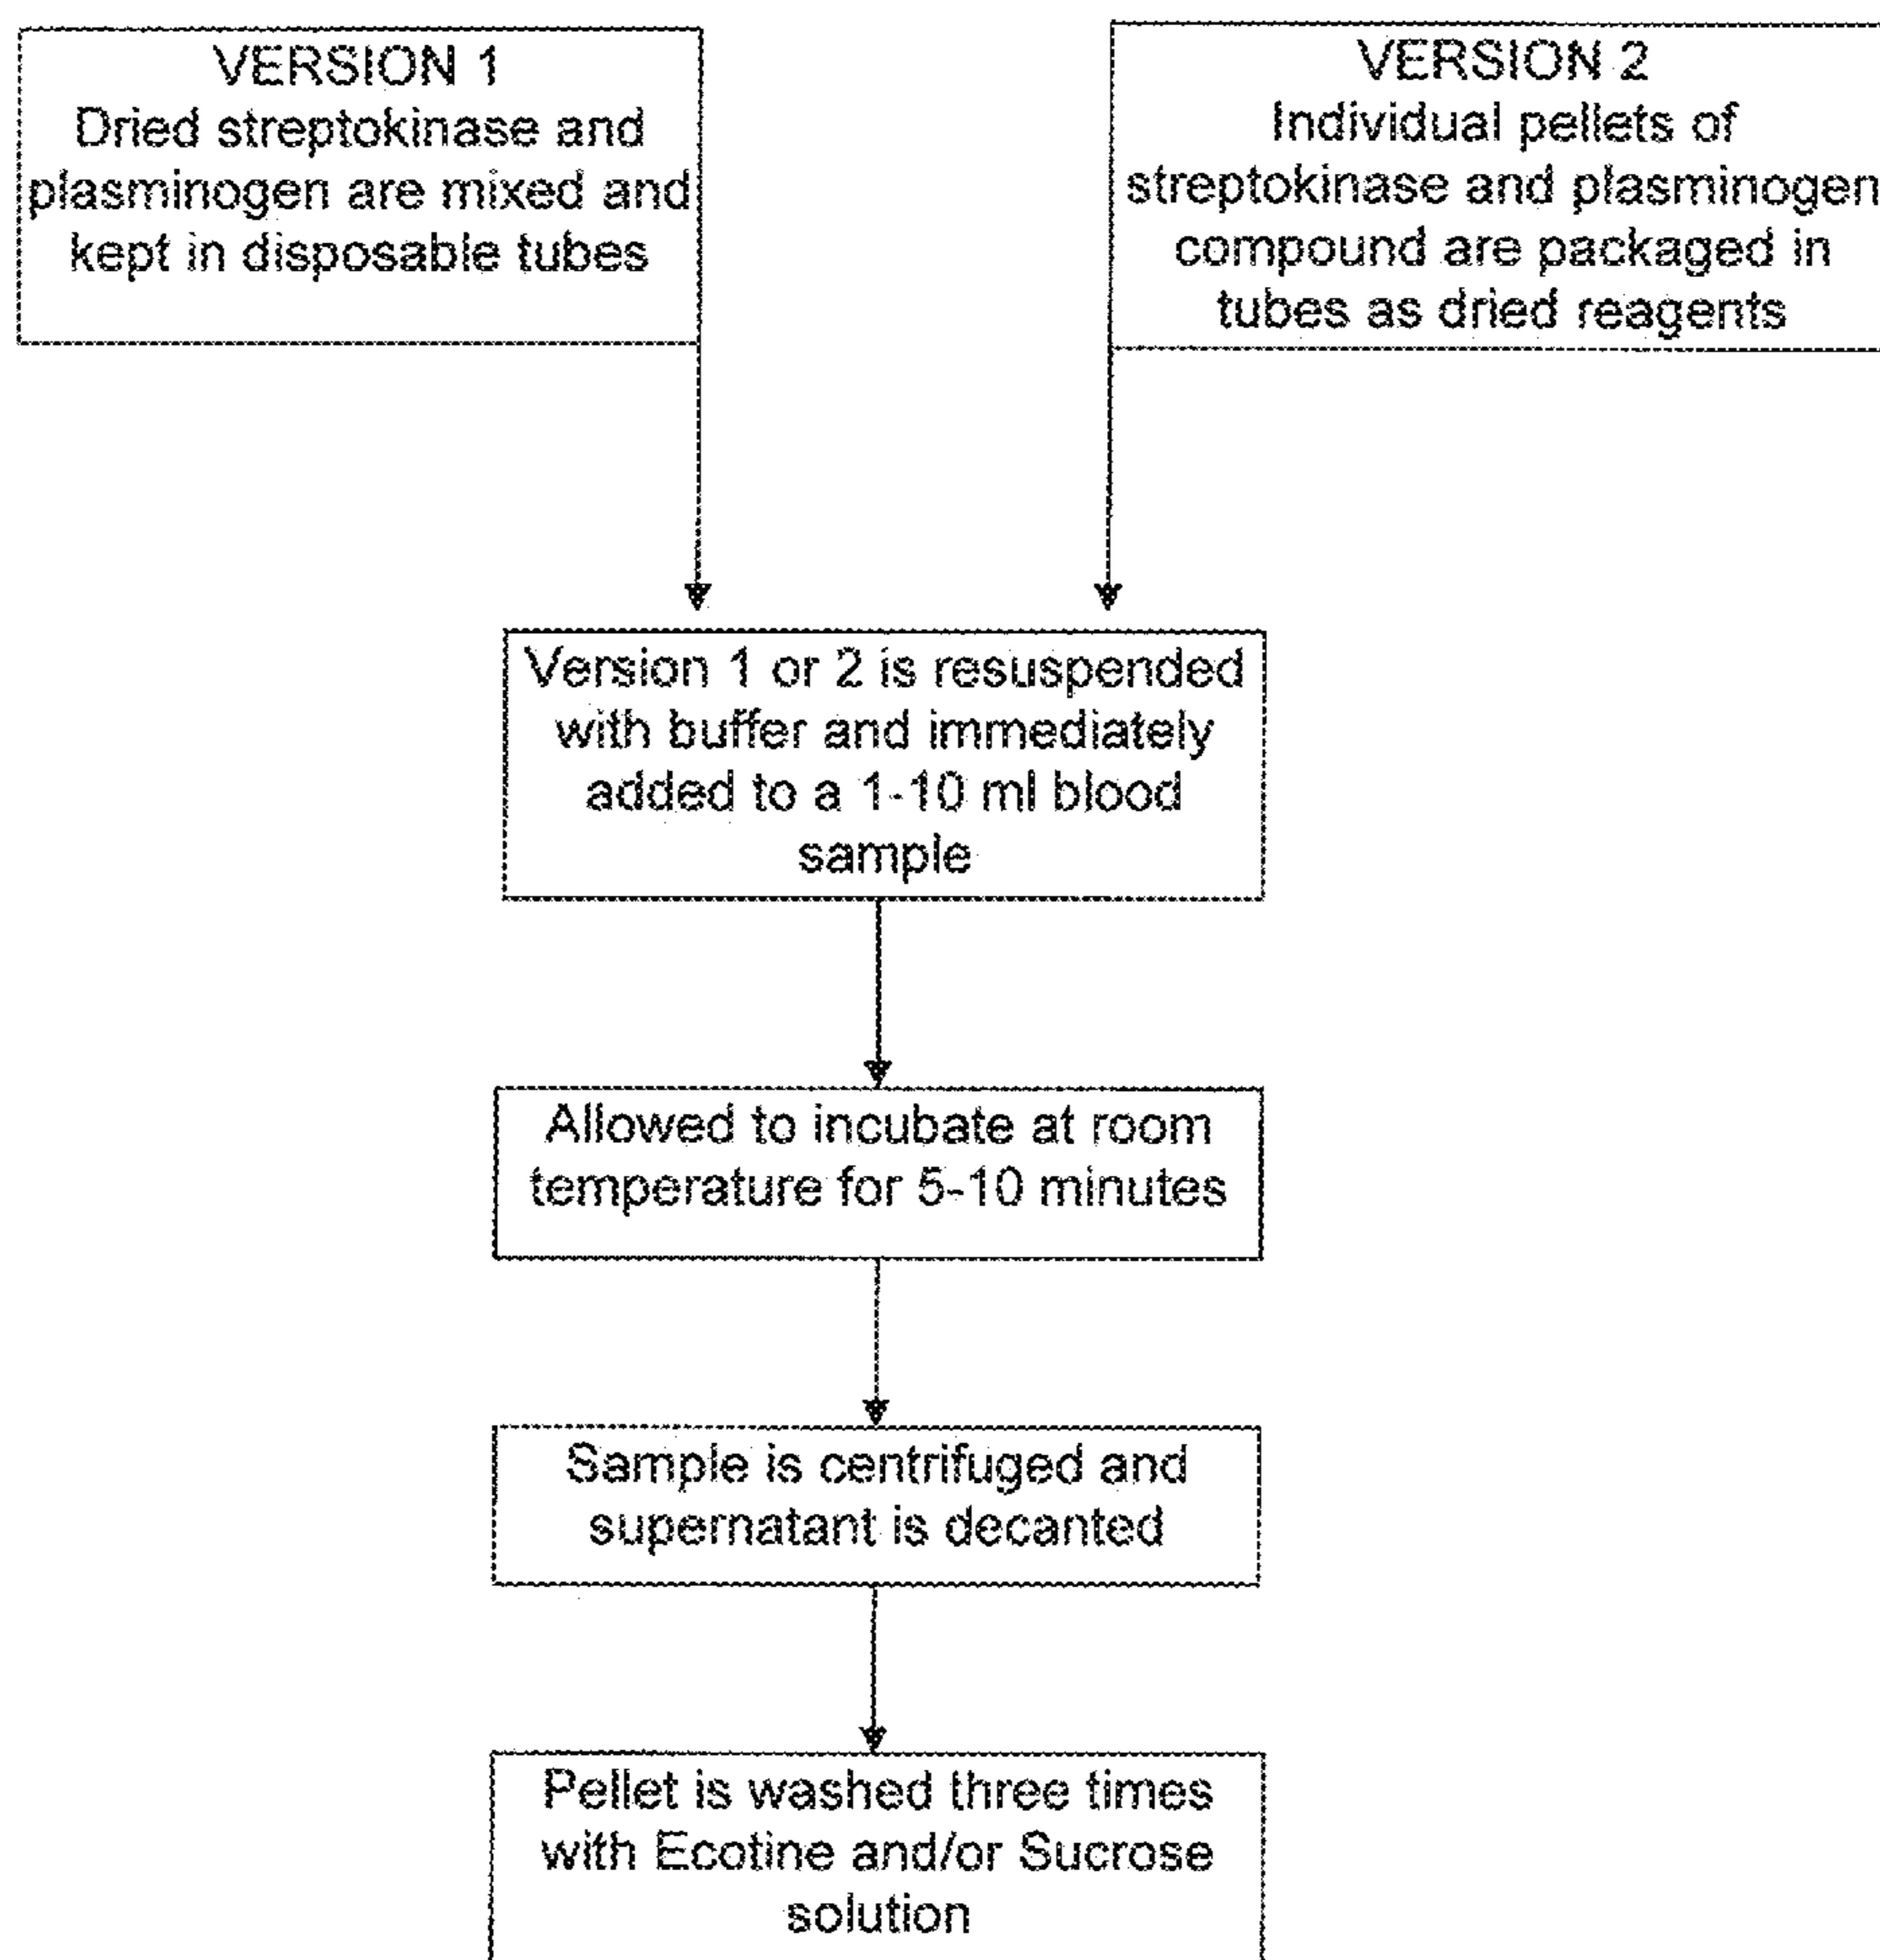 VERSION 1
Dried streptokinase and
plasminogen are mixed and
kept in disposable tubes
VERSION 2
Individual pellets of
streptokinase and plasminogen
compound are packaged in
tubes as dried reagents
Version 1 or 2 is resuspended
with buffer and immediately
added to a 1-10 ml blood
sample
Allowed to incubate at room
temperature for 5-10 minutes
Sample is centrifuged and
supernatant is decanted
Pellet is washed three times
with Ecotine and/or Sucrose
solution